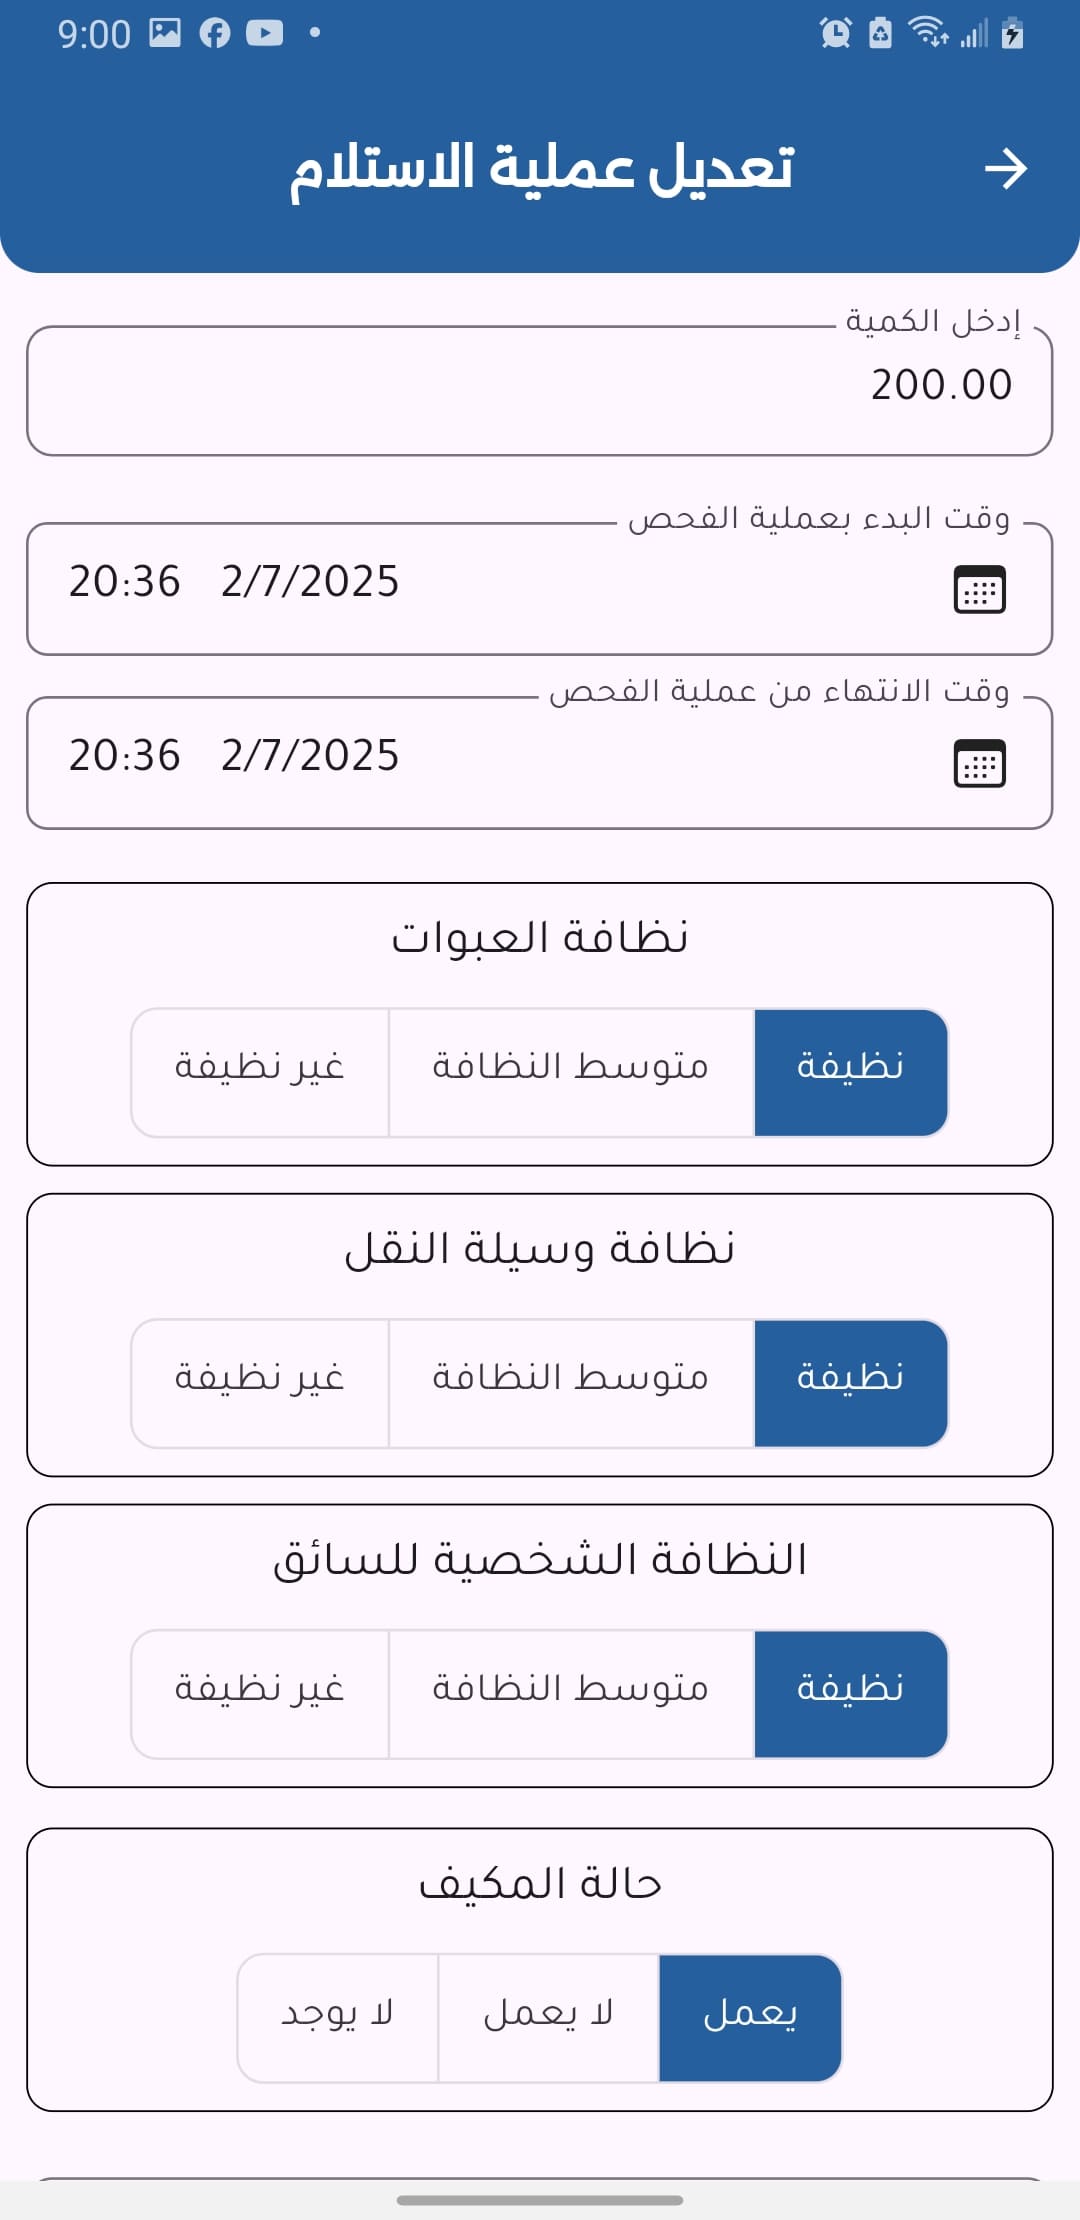 9:00
تعديل عملية الاستلام
إدخل الكمية
200.00
وقت البدء بعملية الفحص
20:36 2/7/2025
وقت الانتهاء من عملية الفحص
20:36 2/7/2025
نظافة العبوات
نظيفة متوسط النظافة غير نظيفة
نظافة وسيلة النقل
نظيفة متوسط النظافة غير نظيفة
النظافة الشخصية للسائق
نظيفة متوسط النظافة غير نظيفة
حالة المكيف
يعمل لا يعمل لا يوجد